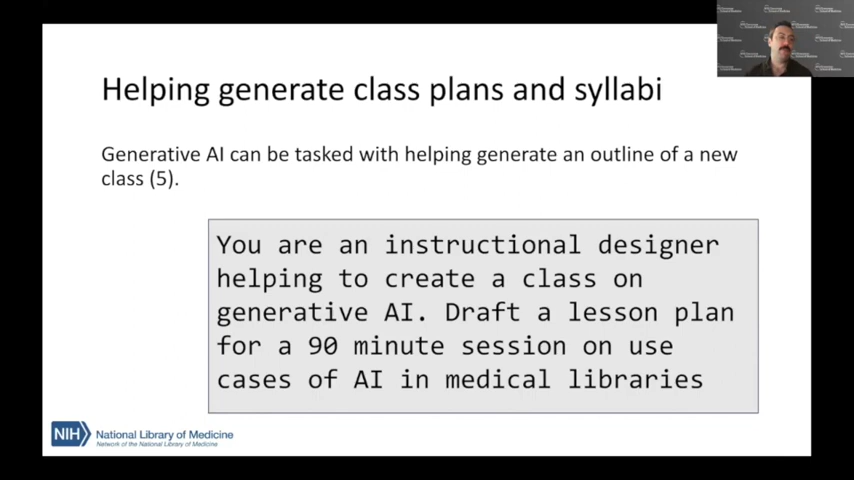 Helping generate class plans and syllabi
Generative AI can be tasked with helping generate an outline of a new
class (5).
You are an instructional designer
helping to create a class on
generative AI. Draft a lesson plan
for a 90 minute session on use
cases of AI in medical libraries
NIH National Library of Medicine
Network of the National Library of Medicine